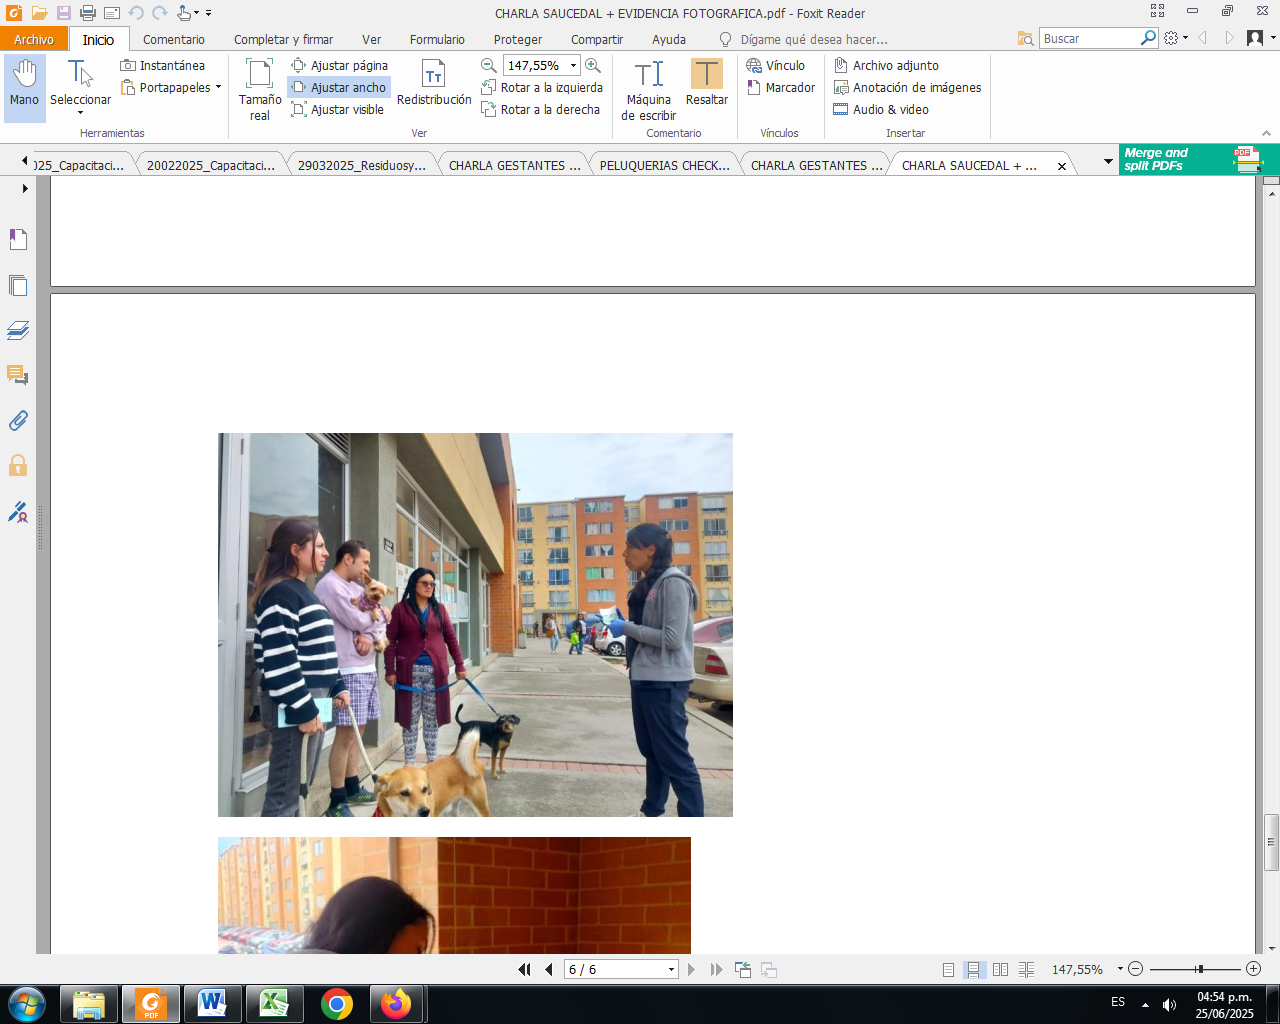 CHARLA SAUCEDAL + EVIDENCIA FOTOGRAFICA.pdf - Foxit Reader
Archivo Inicio Comentario Completar y firmar Ver Formulario Proteger Compartir Ayuda Dígame qué desea hacer... Buscar
Mano
Seleccionar
Instantánea
Portapapeles
Herramientas
Tamaño
real
Ajustar página
Ajustar ancho
Ajustar visible
Redistribución
147,55%
Rotar a la izquierda
Rotar a la derecha
Ver
Máquina
de escribir
Resaltar
Comentario
Vínculo
Marcador
Vínculos
Archivo adjunto
Anotación de imágenes
Audio & video
Insertar
025_Capacitaci... 20022025_Capacitaci... 29032025_Residuosy... CHARLA GESTANTES ... PELUQUERIAS CHECK... CHARLA GESTANTES ... CHARLA SAUCEDAL + ...
Merge and
split PDFs
PDF
6 / 6
147,55%
PDF
ES
04:54 p.m.
25/06/2025